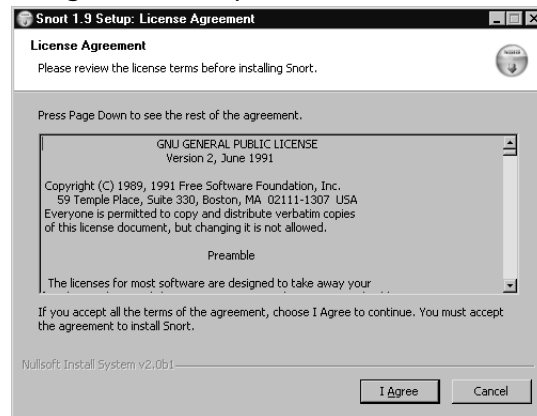 Snort 1.9 Setup: License Agreement
License Agreement
Please review the license terms before installing Snort.
Press Page Down to see the rest of the agreement.
GNU GENERAL PUBLIC LICENSE
Version 2, June 1991
Copyright (C) 1989, 1991 Free Software Foundation, Inc.
59 Temple Place, Suite 330, Boston, MA  02111-1307  USA
Everyone is permitted to copy and distribute verbatim copies
of this license document, but changing it is not allowed.
Preamble
The licenses for most software are designed to take away your
If you accept all the terms of the agreement, choose I Agree to continue. You must accept
the agreement to install Snort.
Nullsoft Install System v2.0b1
I Agree
Cancel